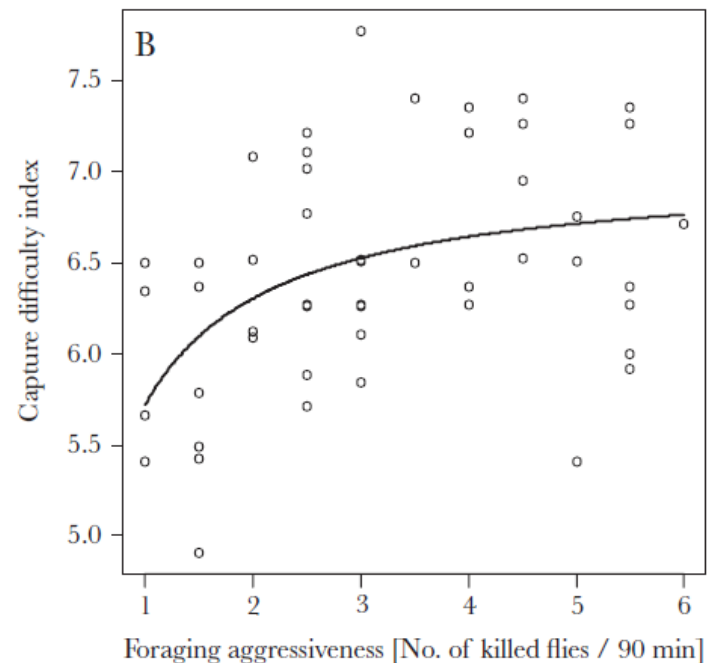 B
Capture difficulty index
7.5
7.0
6.5
6.0
5.5
5.0
1 2 3 4 5 6
Foraging aggressiveness [No. of killed flies / 90 min]